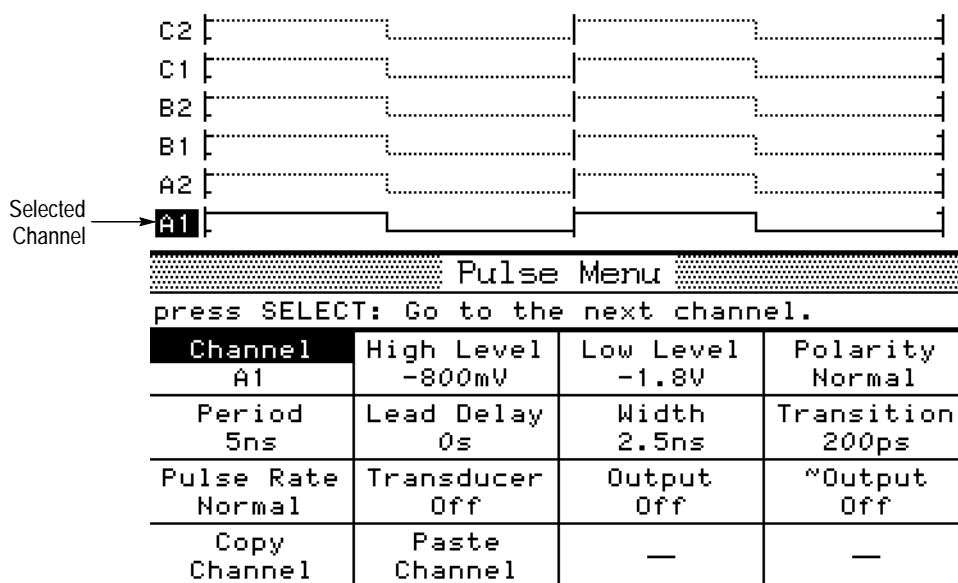 C2
C1
B2
B1
A2
Selected
Channel
A1
Pulse Menu
press SELECT: Go to the next channel.
Channel High Level Low Level Polarity
A1 -800mV -1.8V Normal
Period Lead Delay Width Transition
5ns 0s 2.5ns 200ps
Pulse Rate Transducer Output ~Output
Normal Off Off Off
Copy Paste — —
Channel Channel